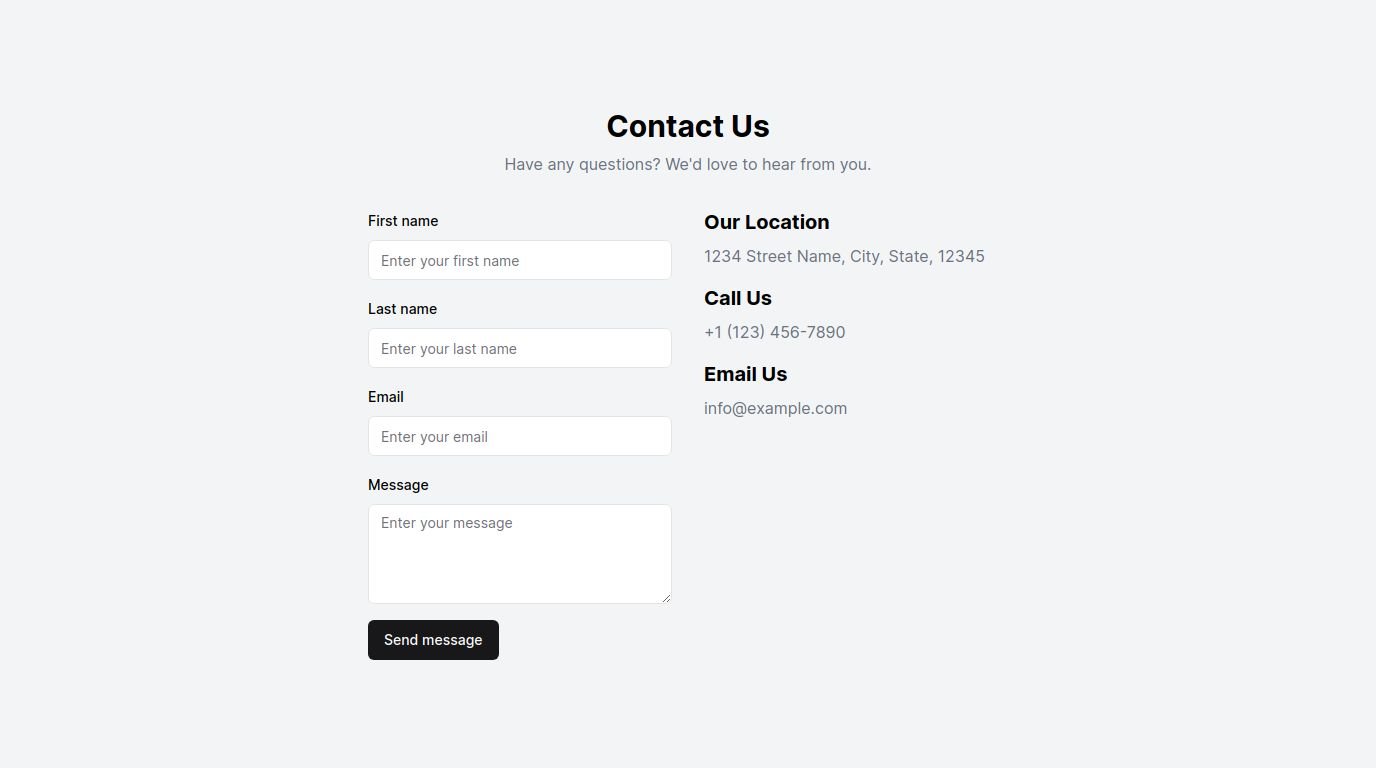 Contact Us
Have any questions? We'd love to hear from you.
First name
Enter your first name
Last name
Enter your last name
Email
Enter your email
Message
Enter your message
Send message
Our Location
1234 Street Name, City, State, 12345
Call Us
+1 (123) 456-7890
Email Us
info@example.com